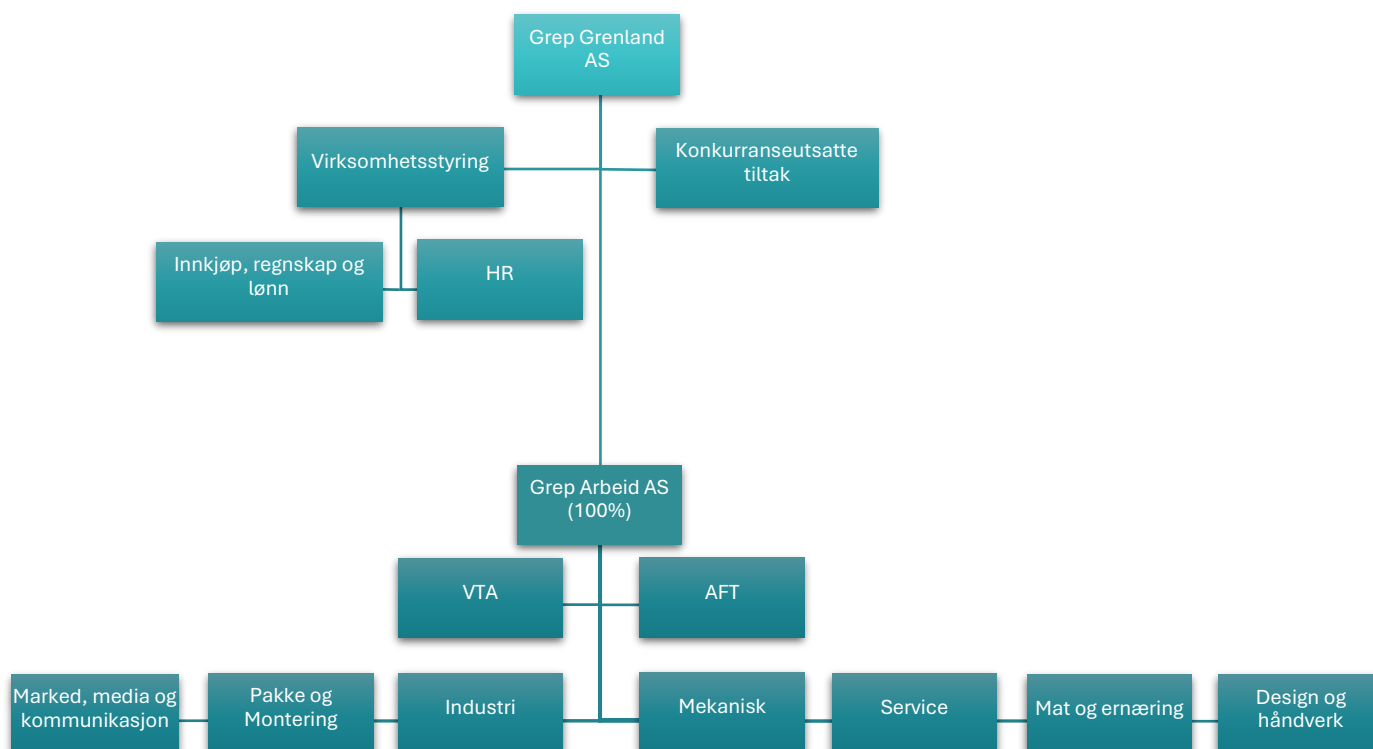 Grep Grenland
AS
Virksomhetsstyring
Konkurranseutsatte
tiltak
Innkjøp, regnskap og
lønn
HR
Grep Arbeid AS
(100%)
VTA
AFT
Marked, media og
kommunikasjon
Pakke og
Montering
Industri
Mekanisk
Service
Mat og ernæring
Design og
håndverk